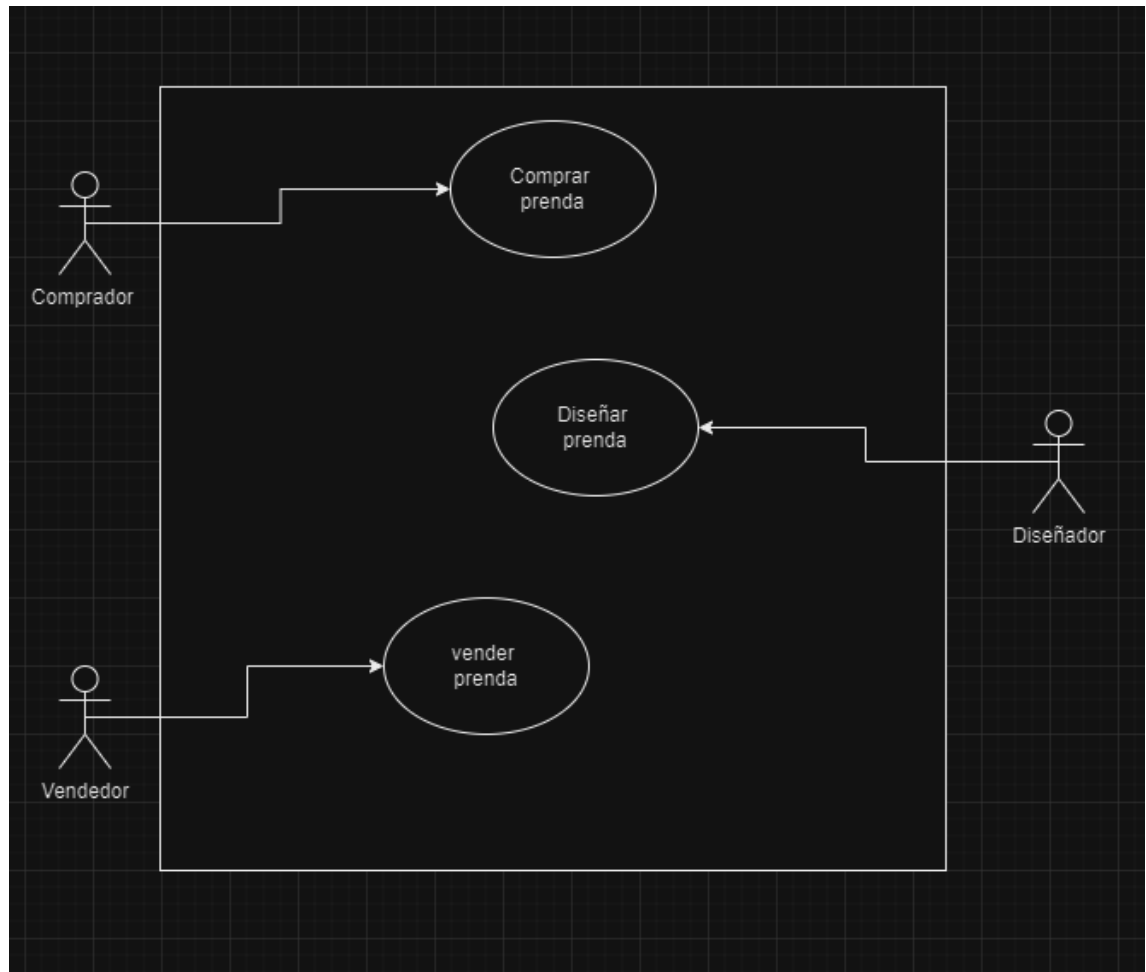 Comprar
prenda
Comprador
Diseñar
prenda
Diseñador
vender
prenda
Vendedor